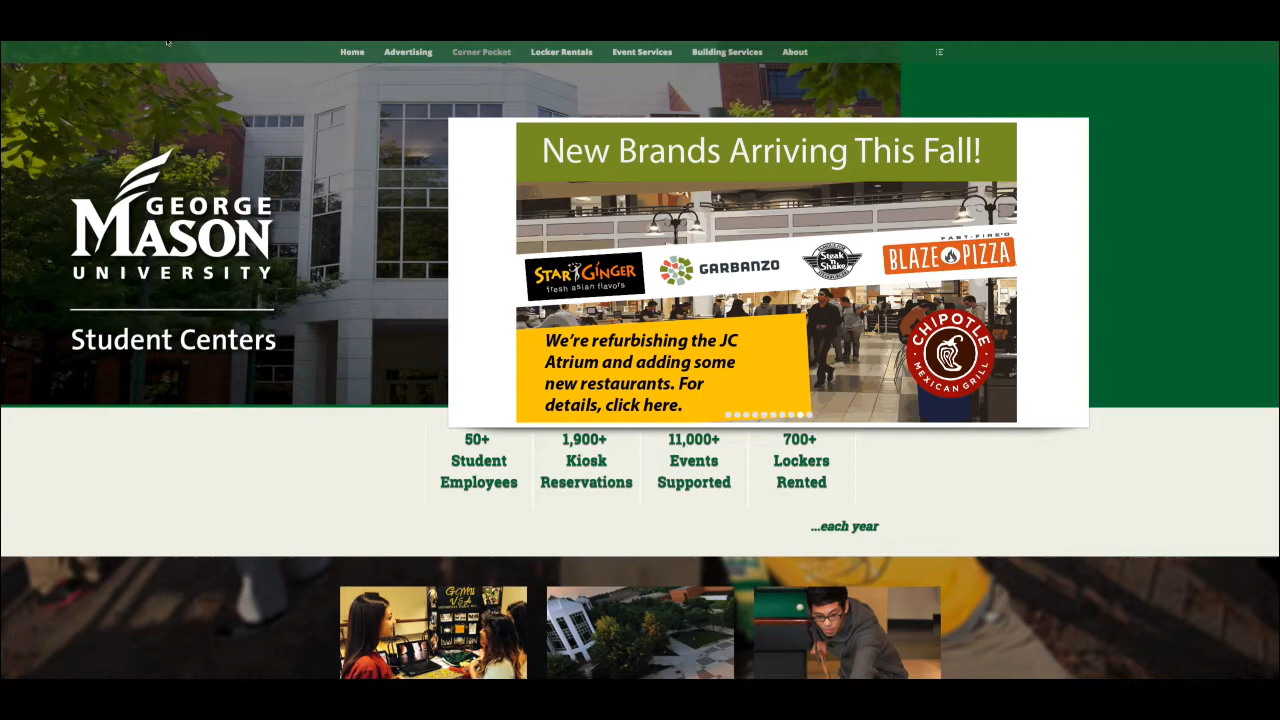 Home Advertising Corner Pocket Locker Rentals Event Services Building Services About
GEORGE
MASON
UNIVERSITY
Student Centers
New Brands Arriving This Fall!
STAR GINGER
fresh asian flavors
GARBANZO
Steak
n
Shake
FAST-FIRE'D
BLAZE PIZZA
CHIPOTLE
MEXICAN GRILL
We're refurbishing the JC
Atrium and adding some
new restaurants. For
details, click here.
50+
Student
Employees
1,900+
Kiosk
Reservations
11,000+
Events
Supported
700+
Lockers
Rented
...each year
GMU
VSA